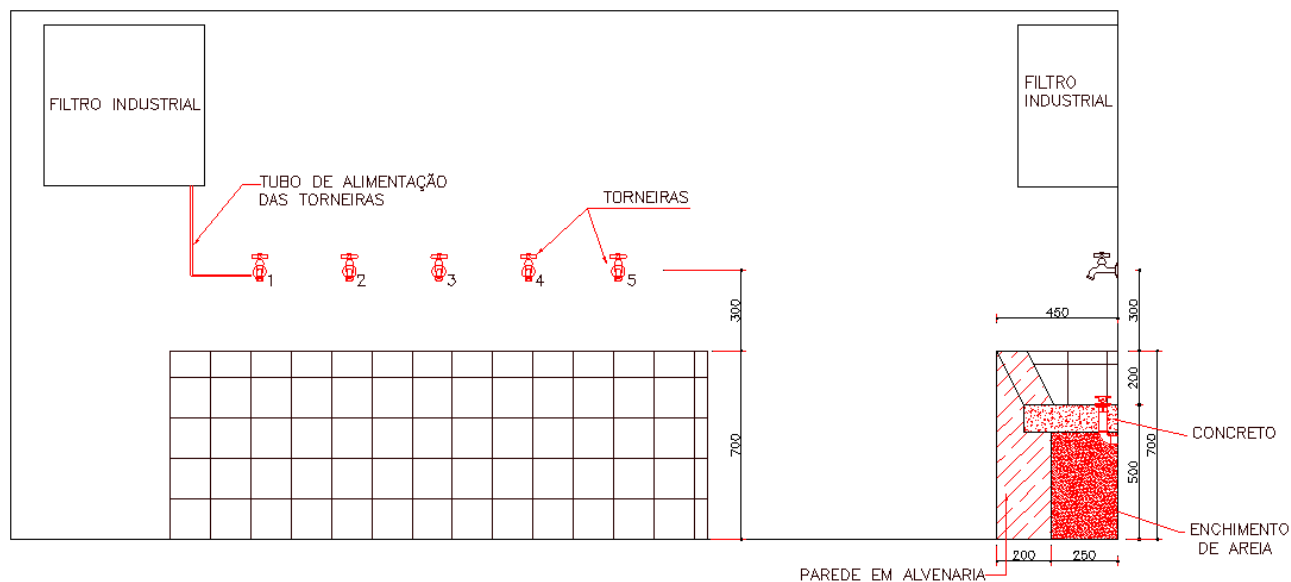 FILTRO INDUSTRIAL
FILTRO
INDUSTRIAL
TUBO DE ALIMENTAÇÃO
DAS TORNEIRAS
TORNEIRAS
1
2
3
4
5
300
700
450
300
200
500
700
CONCRETO
ENCHIMENTO
DE AREIA
200
250
PAREDE EM ALVENARIA